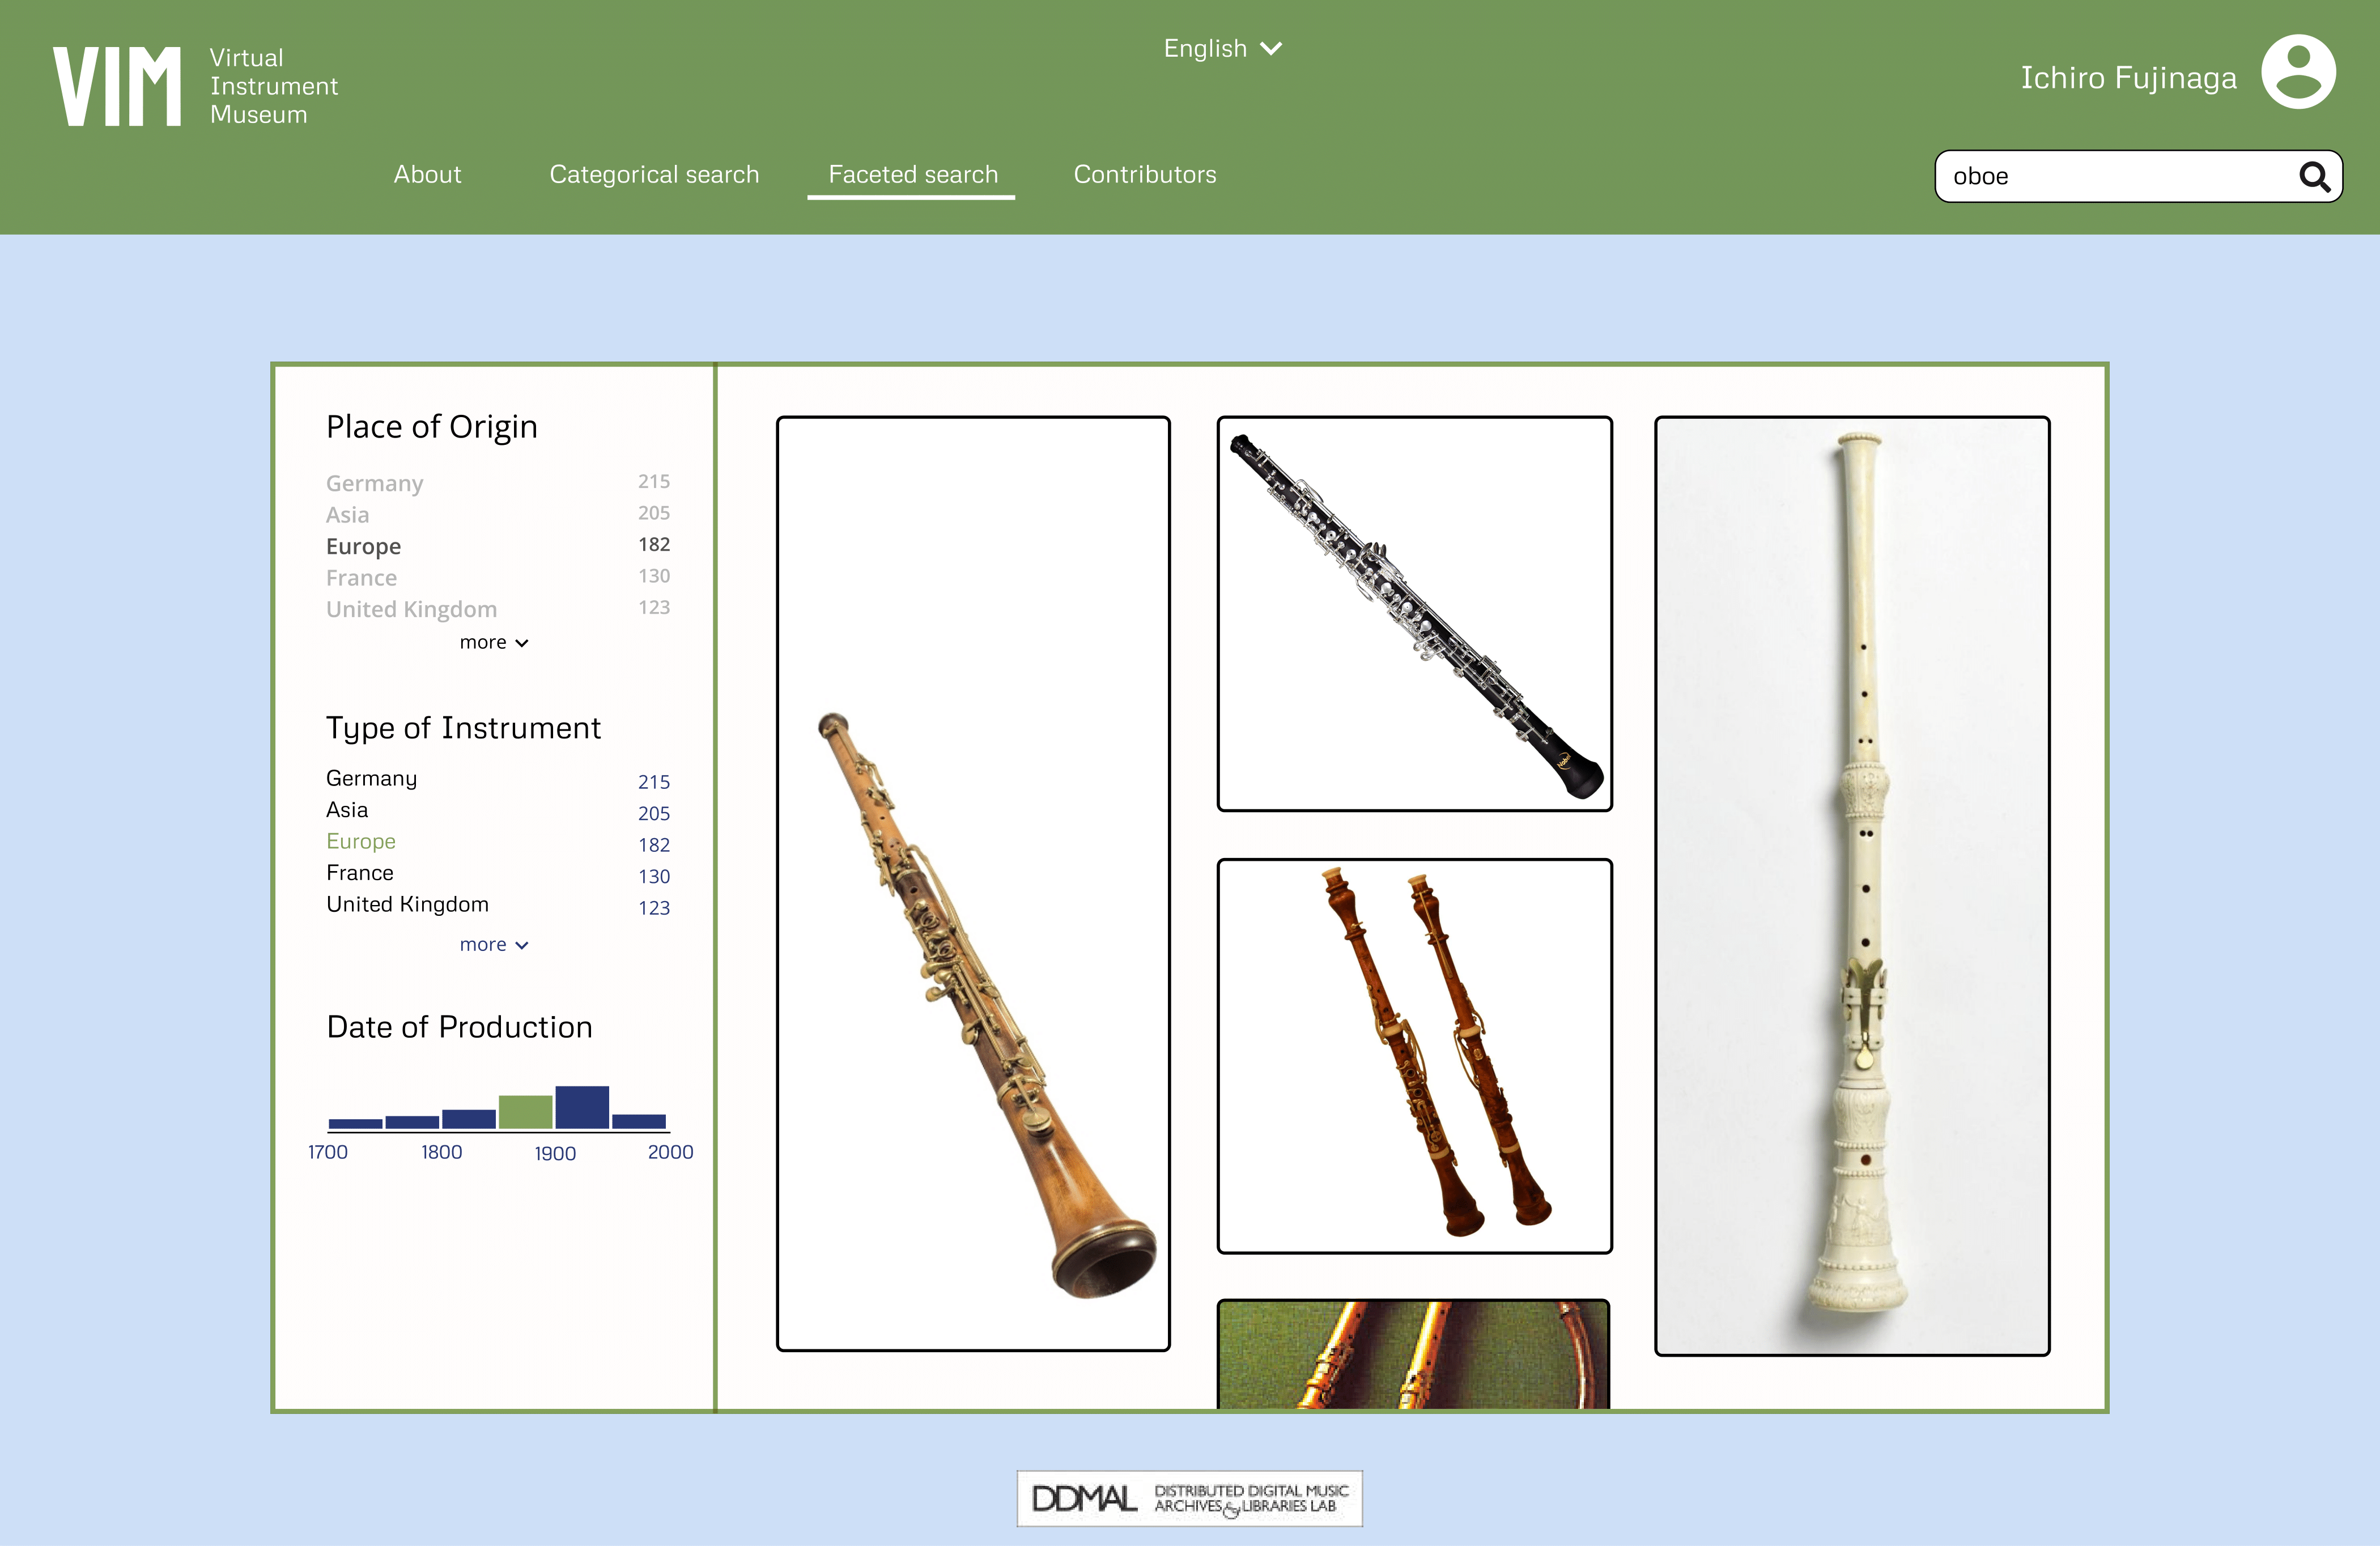 VIM
Virtual
Instrument
Museum
English
Ichiro Fujinaga
About
Categorical search
Faceted search
Contributors
oboe
Place of Origin
Germany 215
Asia 205
Europe 182
France 130
United Kingdom 123
more
Type of Instrument
Germany 215
Asia 205
Europe 182
France 130
United Kingdom 123
more
Date of Production
1700 1800 1900 2000
Nobel
DDMAL
DISTRIBUTED DIGITAL MUSIC
ARCHIVES & LIBRARIES LAB